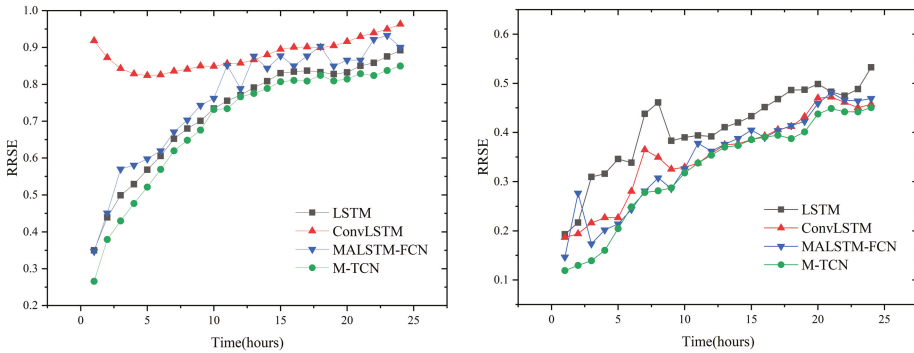 1.0
0.9
0.8
0.7
0.6
0.5
0.4
0.3
0.2
RRSE
0 5 10 15 20 25
Time(hours)
LSTM
ConvLSTM
MALSTM-FCN
M-TCN
0.6
0.5
0.4
0.3
0.2
0.1
RRSE
0 5 10 15 20 25
Time(hours)
LSTM
ConvLSTM
MALSTM-FCN
M-TCN